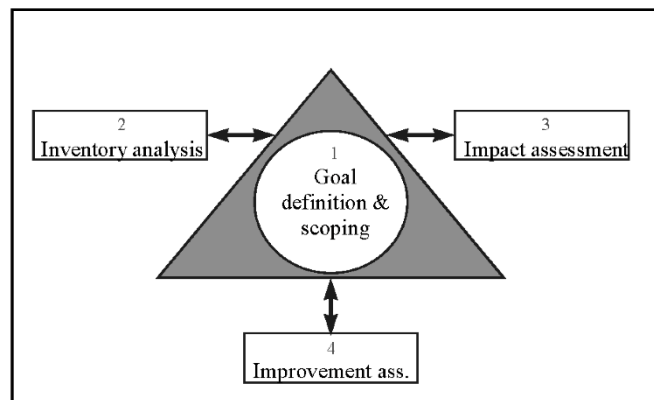 2
Inventory analysis
3
Impact assessment
1
Goal
definition &
scoping
4
Improvement ass.